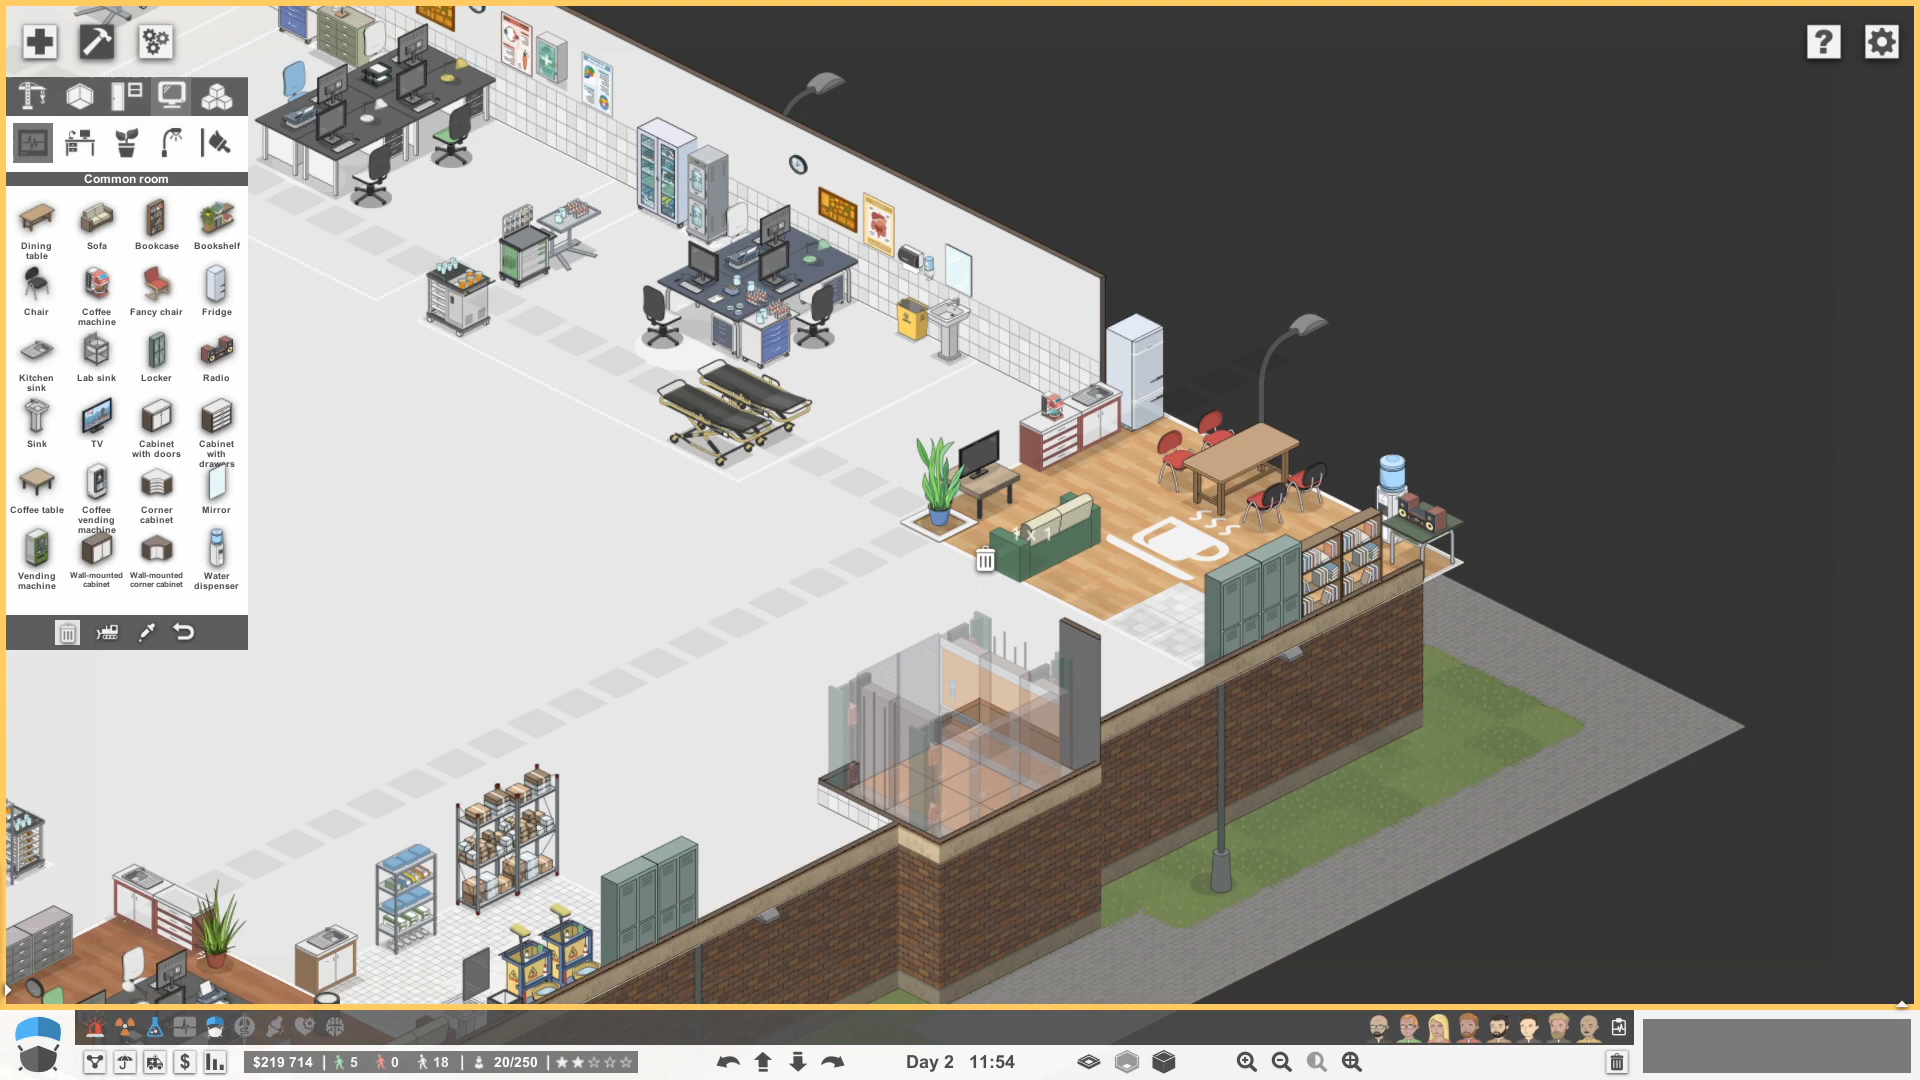 Common room
Dining table
Sofa
Bookcase
Bookshelf
Chair
Coffee machine
Fancy chair
Fridge
Kitchen sink
Lab sink
Locker
Radio
Sink
TV
Cabinet with doors
Cabinet with drawers
Coffee table
Coffee vending machine
Corner cabinet
Mirror
Vending machine
Wall-mounted cabinet
Wall-mounted corner cabinet
Water dispenser
1 x 1
$219 714 | 5 0 18 | 20/250
Day 2 11:54